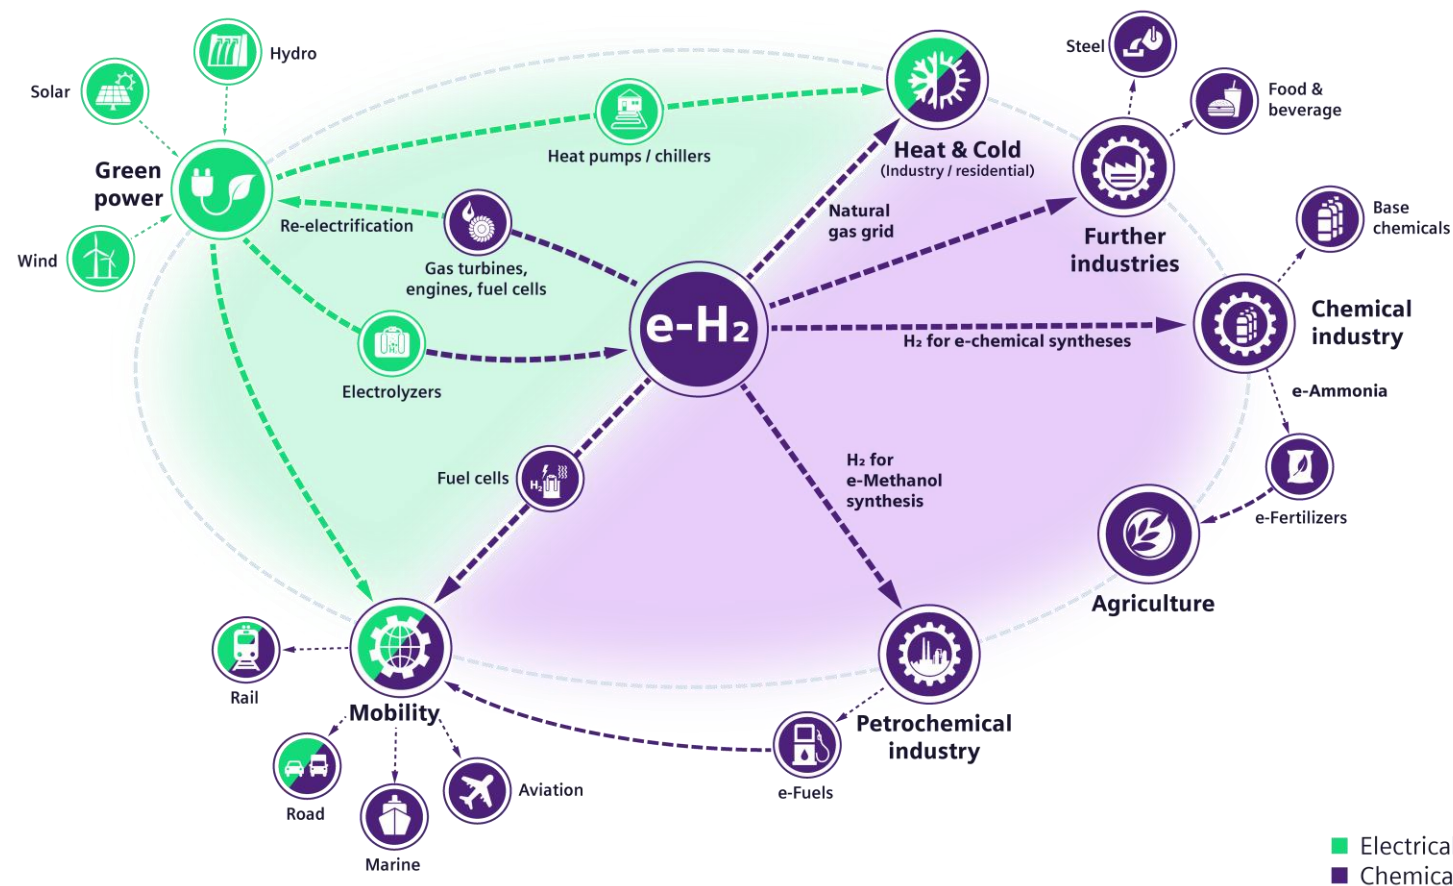 Hydro
Solar
Steel
Food &
beverage
Green
power
Heat pumps / chillers
Heat & Cold
(Industry / residential)
Re-electrification
Natural
gas grid
Base
chemicals
Wind
Gas turbines,
engines, fuel cells
Further
industries
e-H₂
Chemical
industry
H₂ for e-chemical syntheses
Electrolyzers
e-Ammonia
Fuel cells
H₂
H₂ for
e-Methanol
synthesis
e-Fertilizers
Agriculture
Rail
Mobility
Petrochemical
industry
Road
Aviation
e-Fuels
Marine
Electrica
Chemica